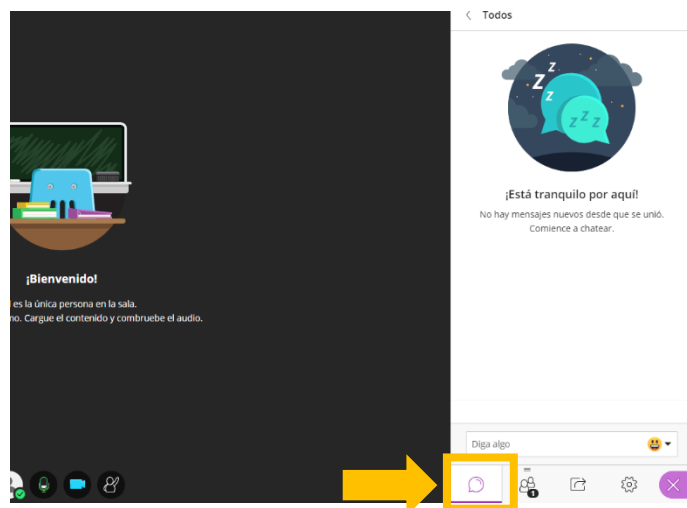 Todos
z
Z
z
z
z
z
¡Está tranquilo por aquí!
No hay mensajes nuevos desde que se unió.
Comience a chatear.
¡Bienvenido!
es la única persona en la sala.
no. Cargue el contenido y combruebe el audio.
Diga algo
1